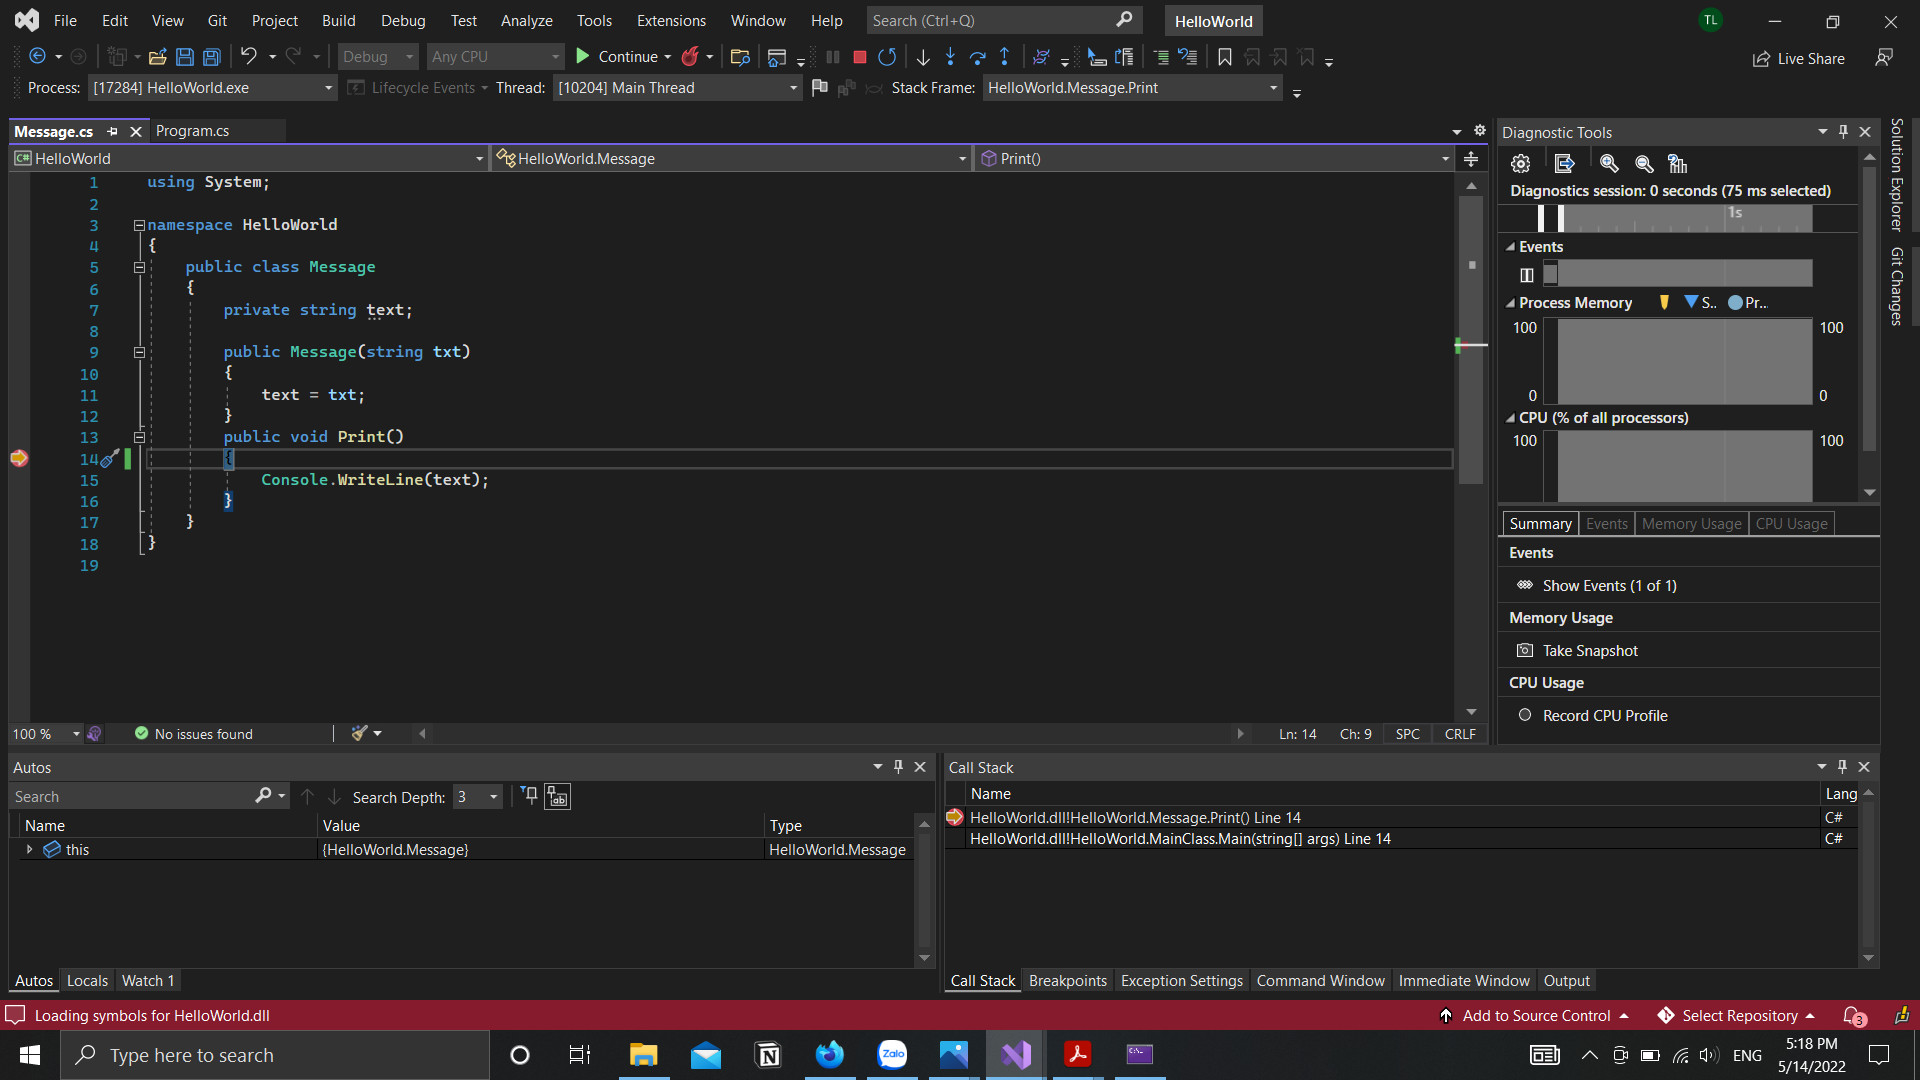 File Edit View Git Project Build Debug Test Analyze Tools Extensions Window Help Search (Ctrl+Q) HelloWorld TL
Debug Any CPU Continue Live Share
Process: [17284] HelloWorld.exe Lifecycle Events Thread: [10204] Main Thread Stack Frame: HelloWorld.Message.Print
Message.cs Program.cs
HelloWorld HelloWorld.Message Print()
1 using System;
2
3 namespace HelloWorld
4 {
5 public class Message
6 {
7 private string text;
8
9 public Message(string txt)
10 {
11 text = txt;
12 }
13 public void Print()
14 {
15 Console.WriteLine(text);
16 }
17 }
18 }
19
100 % No issues found Ln: 14 Ch: 9 SPC CRLF
Diagnostic Tools
Diagnostics session: 0 seconds (75 ms selected)
1s
Events
Process Memory S.. Pr...
100 100
0 0
CPU (% of all processors)
100 100
Summary Events Memory Usage CPU Usage
Events
Show Events (1 of 1)
Memory Usage
Take Snapshot
CPU Usage
Record CPU Profile
Solution Explorer
Git Changes
Autos
Search Search Depth: 3
Name Value Type
this {HelloWorld.Message} HelloWorld.Message
Autos Locals Watch 1
Call Stack
Name Lang
HelloWorld.dll!HelloWorld.Message.Print() Line 14 C#
HelloWorld.dll!HelloWorld.MainClass.Main(string[] args) Line 14 C#
Call Stack Breakpoints Exception Settings Command Window Immediate Window Output
Loading symbols for HelloWorld.dll Add to Source Control Select Repository 3
Type here to search Zalo ENG
5:18 PM
5/14/2022